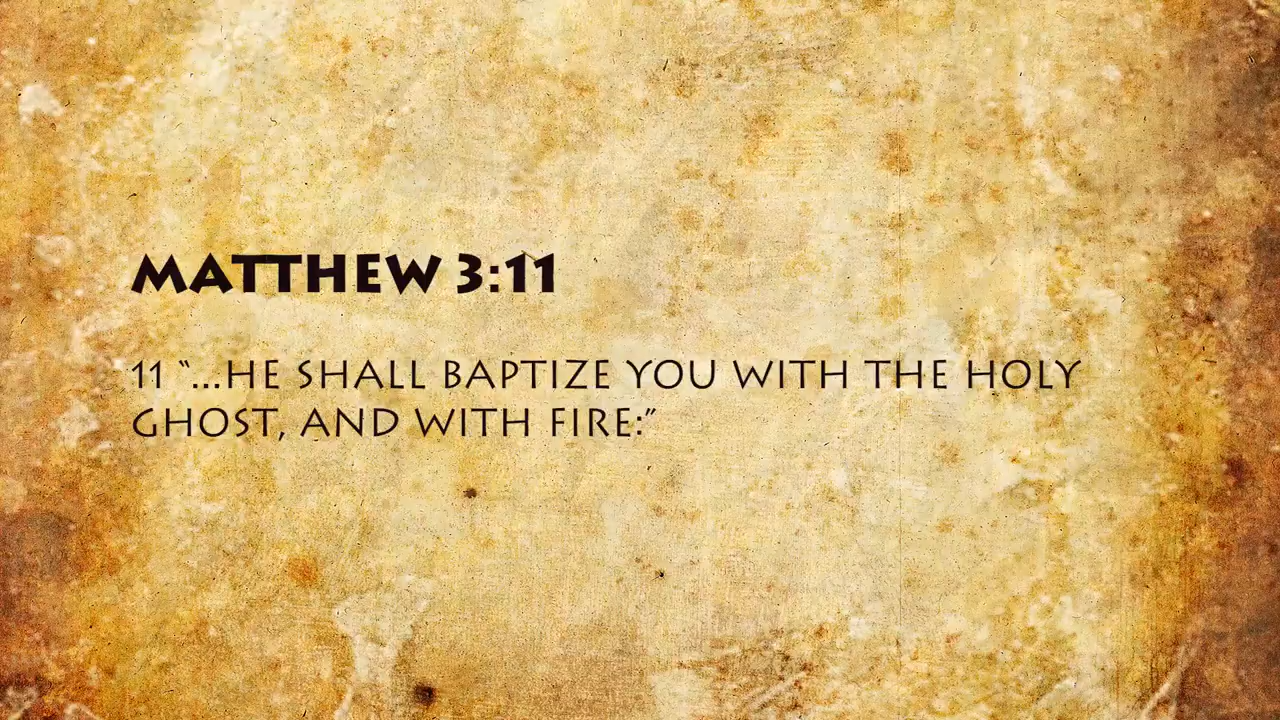 MATTHEW 3:11
11 “...HE SHALL BAPTIZE YOU WITH THE HOLY
GHOST, AND WITH FIRE:”